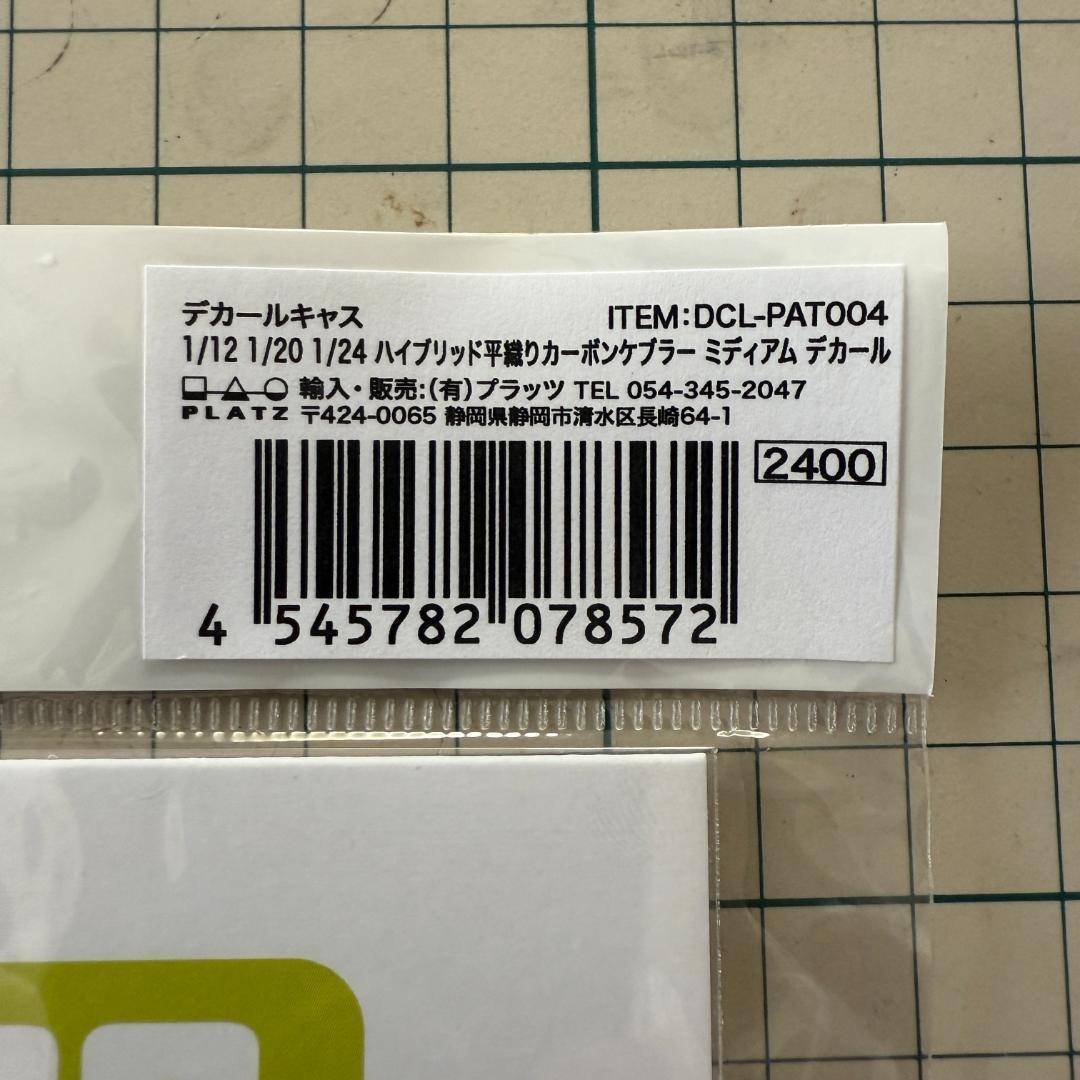 デカールキャス ITEM:DCL-PAT004
1/12 1/20 1/24 ハイブリッド平織りカーボンケブラー ミディアム デカール
輸入・販売:(有)プラッツ TEL 054-345-2047
PLATZ 〒424-0065 静岡県静岡市清水区長崎64-1
2400
4 545782 078572